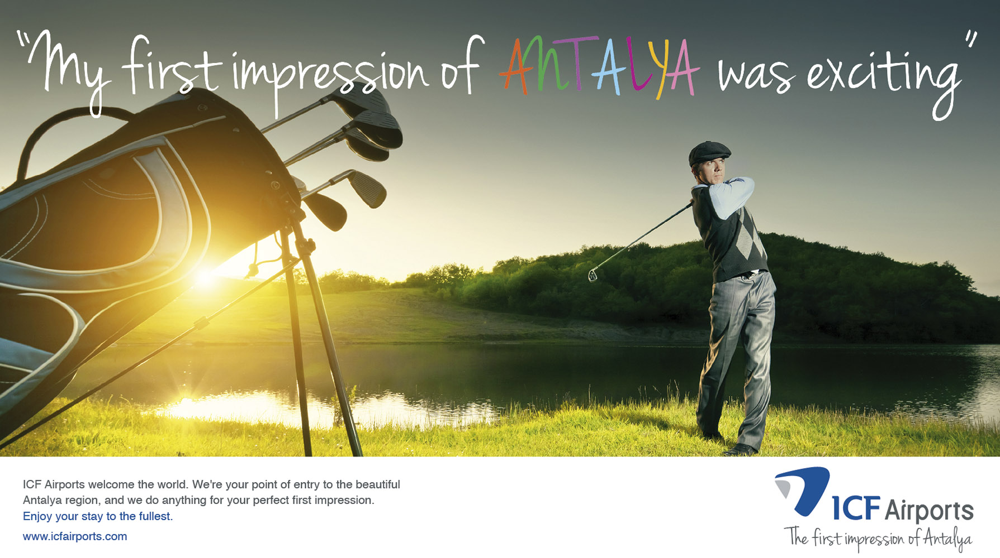 “My first impression of ANTALYA was exciting”
ICF Airports welcome the world. We're your point of entry to the beautiful
Antalya region, and we do anything for your perfect first impression.
Enjoy your stay to the fullest.
www.icfairports.com
ICF Airports
The first impression of Antalya